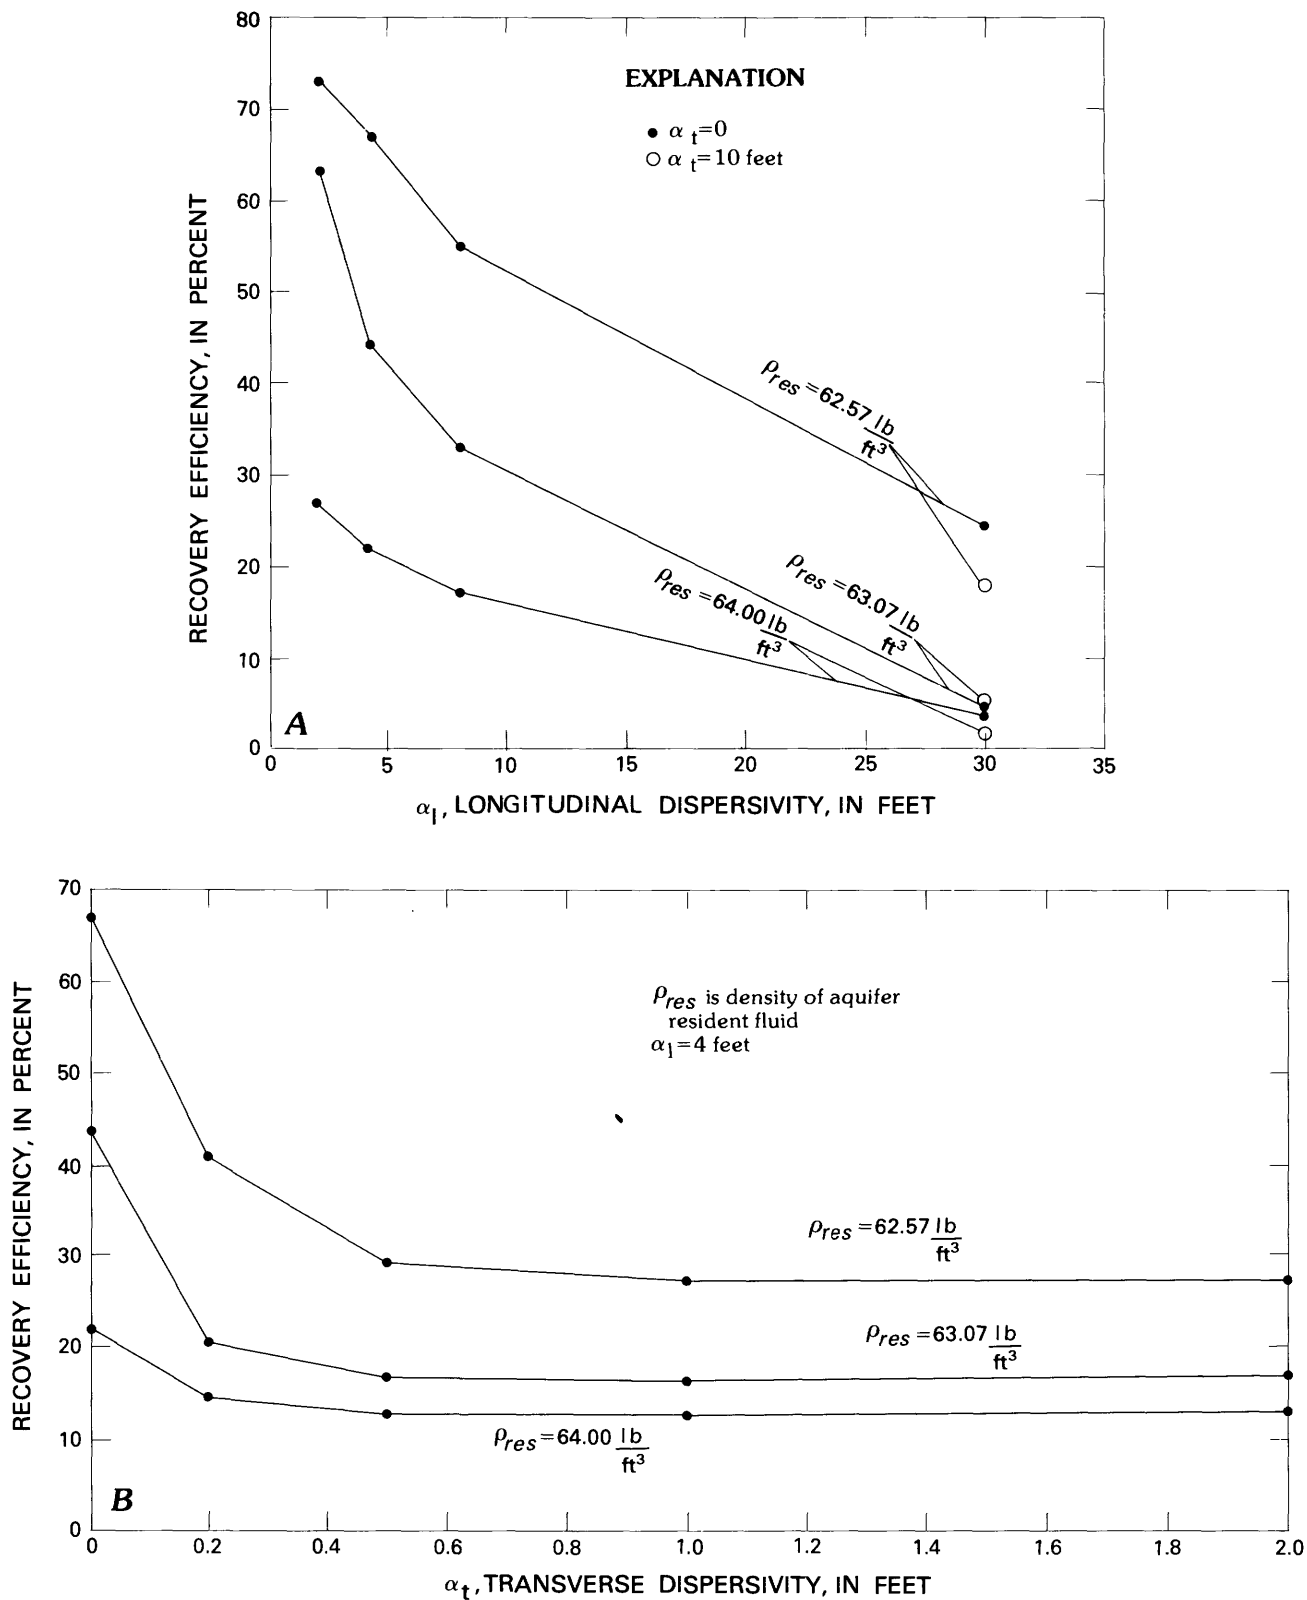 80
70
60
50
40
30
20
10
0
RECOVERY EFFICIENCY, IN PERCENT
EXPLANATION
● α t=0
○ α t=10 feet
ρres =62.57 lb/ft³
ρres =63.07 lb/ft³
ρres =64.00 lb/ft³
A
0 5 10 15 20 25 30 35
αl, LONGITUDINAL DISPERSIVITY, IN FEET
70
60
50
40
30
20
10
0
RECOVERY EFFICIENCY, IN PERCENT
ρres is density of aquifer
resident fluid
αl=4 feet
ρres =62.57 lb/ft³
ρres =63.07 lb/ft³
ρres =64.00 lb/ft³
B
0 0.2 0.4 0.6 0.8 1.0 1.2 1.4 1.6 1.8 2.0
αt, TRANSVERSE DISPERSIVITY, IN FEET